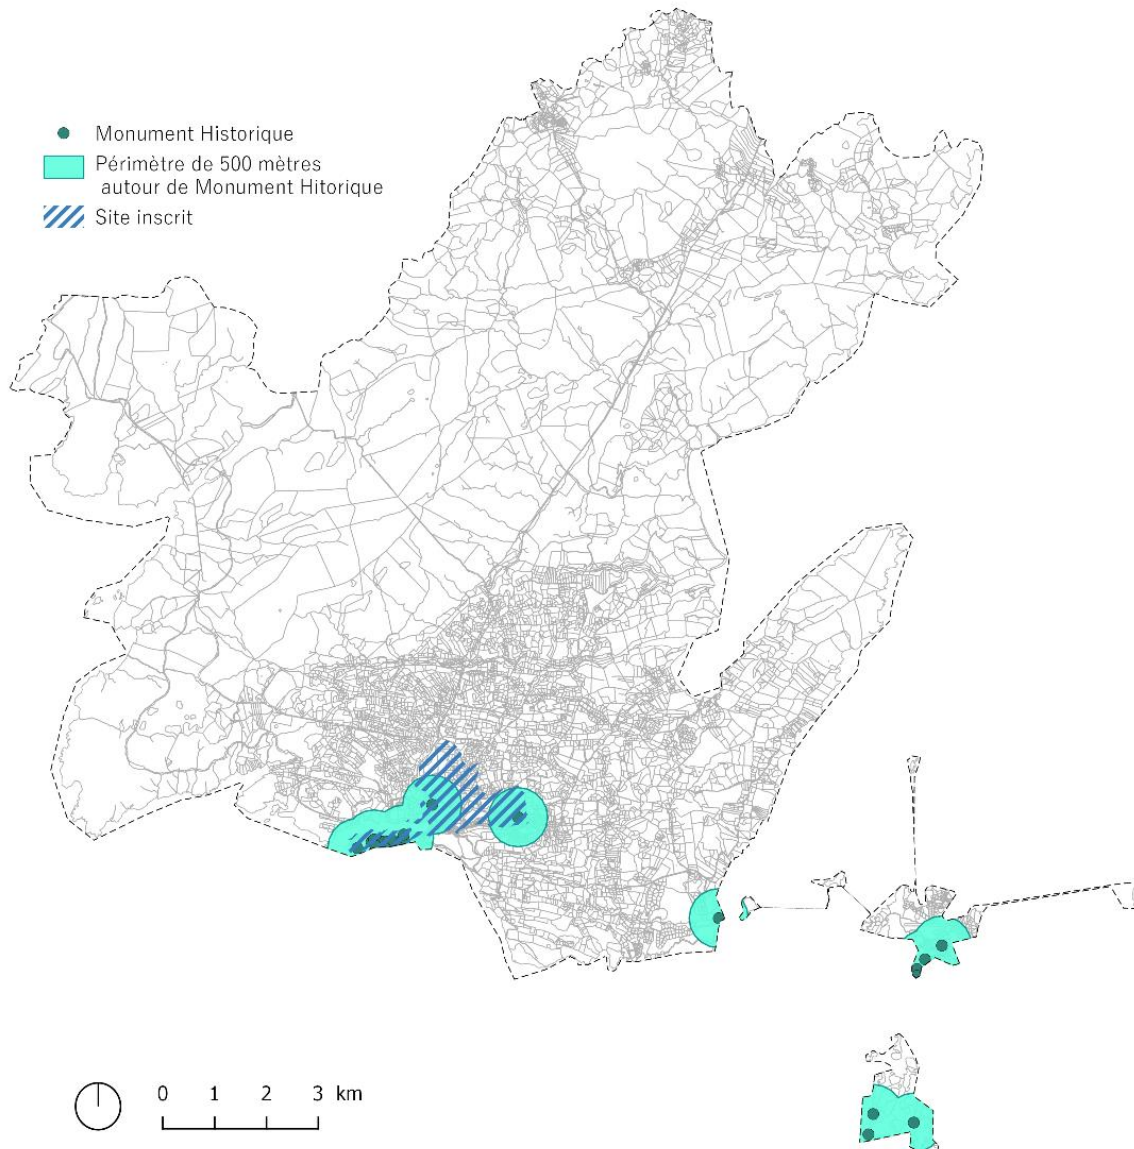 Monument Historique
Périmètre de 500 mètres
autour de Monument Hitorique
Site inscrit
0 1 2 3 km